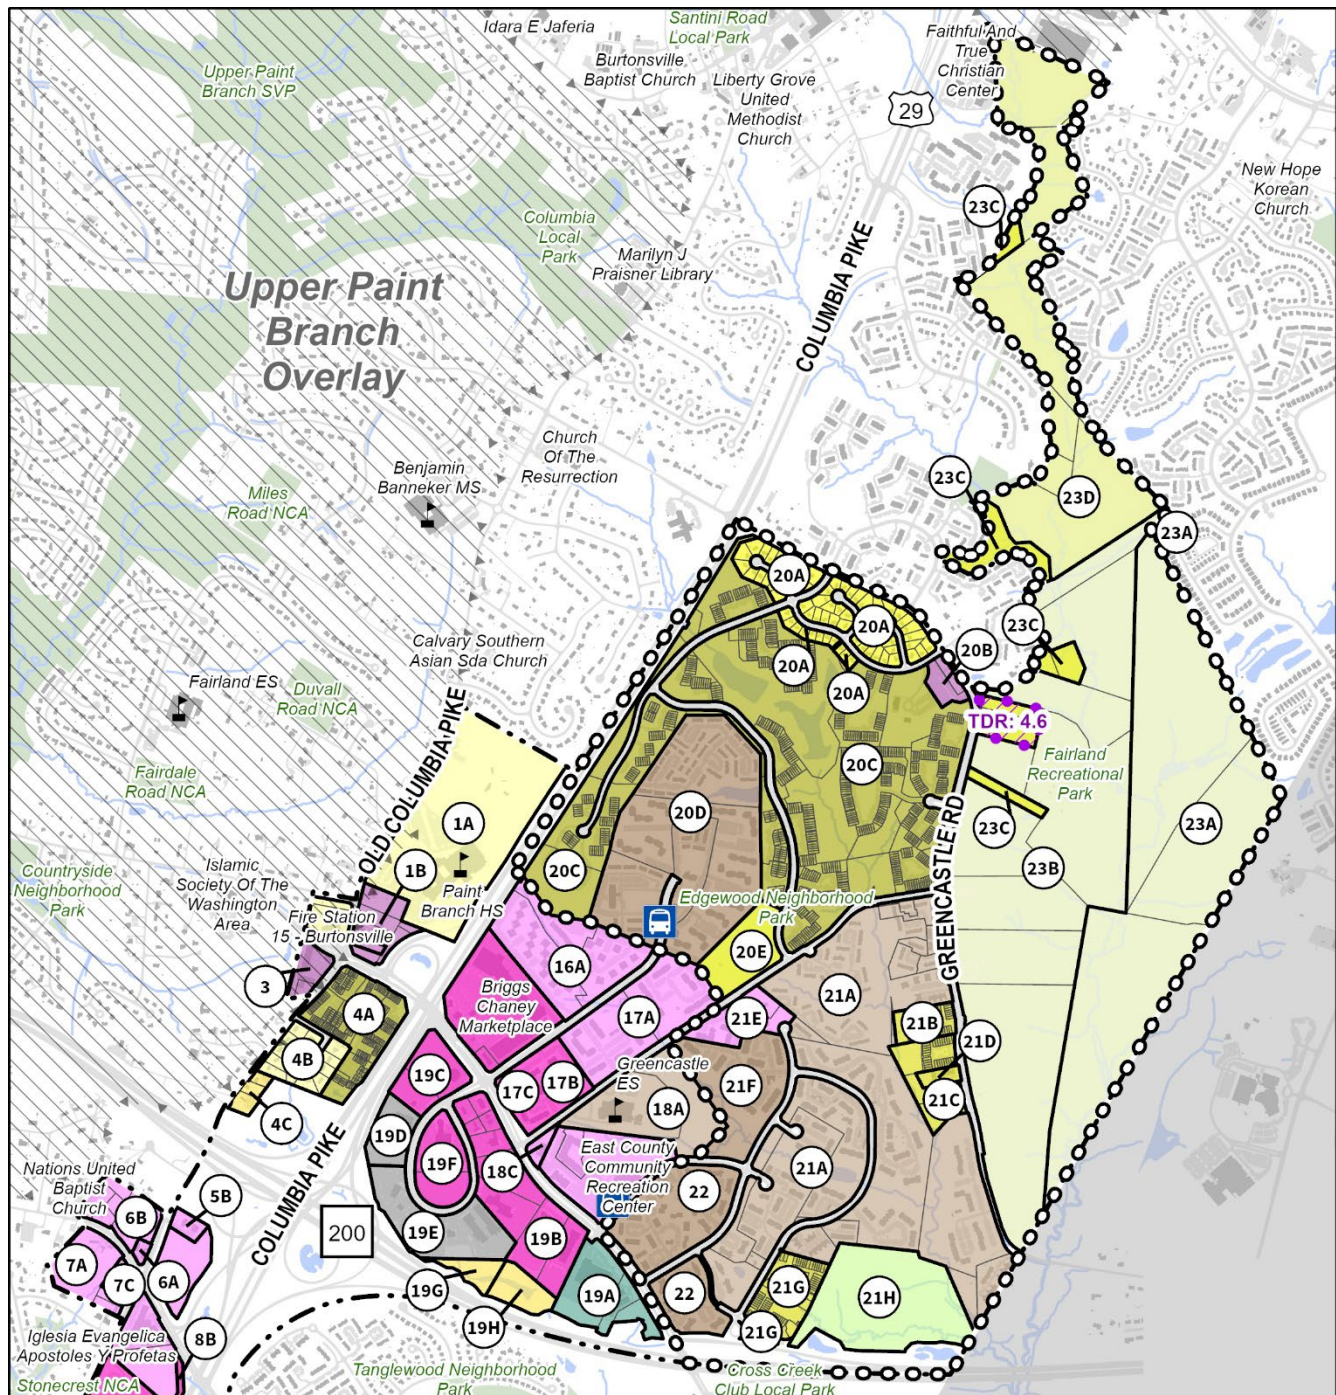 Idara E Jaferia
Santini Road
Local Park
Faithful And
True
Christian
Center
Burtonsville
Baptist Church
Upper Paint
Branch SVP
Liberty Grove
United
Methodist
Church
29
New Hope
Korean
Church
23C
Columbia
Local
Park
Marilyn J
Praisner Library
COLUMBIA PIKE
Upper Paint
Branch
Overlay
Church
Of The
Resurrection
Benjamin
Banneker MS
Miles
Road NCA
23C
23D
23A
20A
20A
23C
20B
20A
20A
Calvary Southern
Asian Sda Church
Fairland ES
Duvall
Road NCA
TDR: 4.6
Fairland
Recreational
Park
20C
OLD COLUMBIA PIKE
Fairdale
Road NCA
1A
20D
GREENCASTLE RD
23C
23A
23B
1B
20C
Paint
Branch HS
Countryside
Neighborhood
Park
Islamic
Society Of The
Washington
Area
Fire Station
15 - Burtonsville
Edgewood Neighborhood
Park
20E
16A
3
4A
Briggs
Chaney
Marketplace
17A
21A
21E
21B
21D
4B
19C
17C
17B
Greencastle
ES
18A
21F
21C
4C
19D
19F
18C
East County
Community
Recreation
Center
21A
22
Nations United
Baptist
Church
5B
6B
COLUMBIA PIKE
200
19E
19B
7A
7C
6A
19G
19A
22
21G
21H
19H
21G
8B
Iglesia Evangelica
Apostoles Y Profetas
Stonecrest NCA
Tanglewood Neighborhood
Park
Cross Creek
Club Local Park